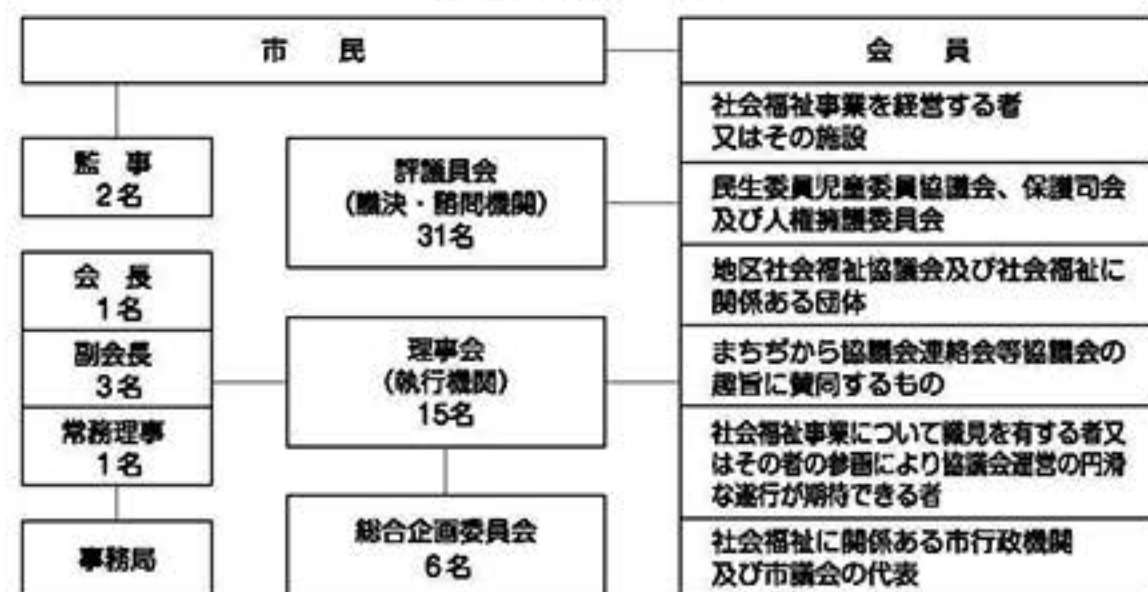 市 民
監 事
2名
会 長
1名
副会長
3名
常務理事
1名
事務局
評議員会
(議決・諮問機関)
31名
理事会
(執行機関)
15名
総合企画委員会
6名
会 員
社会福祉事業を経営する者
又はその施設
民生委員児童委員協議会、保護司会
及び人権擁護委員会
地区社会福祉協議会及び社会福祉に
関係ある団体
まちぢから協議会連絡会等協議会の
趣旨に賛同するもの
社会福祉事業について識見を有する者又
はその者の参画により協議会運営の円滑
な遂行が期待できる者
社会福祉に関係ある市行政機関
及び市議会の代表